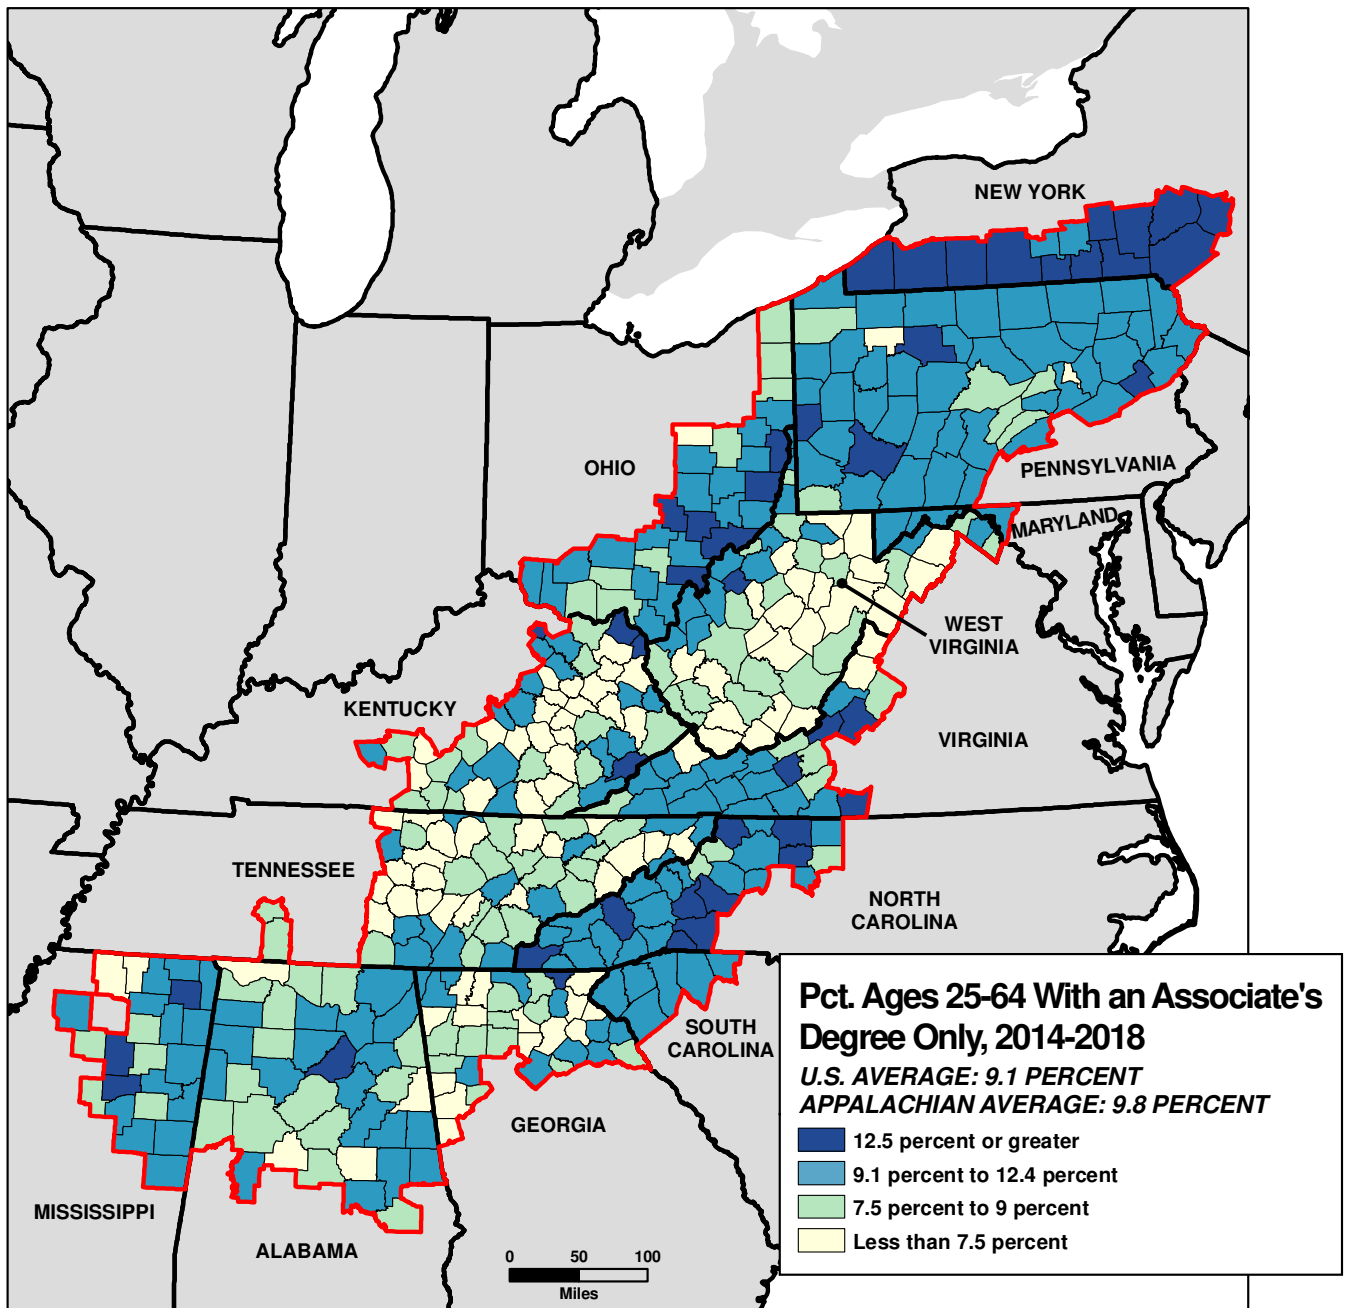 NEW YORK
OHIO
PENNSYLVANIA
MARYLAND
WEST
VIRGINIA
KENTUCKY
VIRGINIA
TENNESSEE
NORTH
CAROLINA
SOUTH
CAROLINA
GEORGIA
MISSISSIPPI
ALABAMA
0 50 100
Miles
Pct. Ages 25-64 With an Associate's
Degree Only, 2014-2018
U.S. AVERAGE: 9.1 PERCENT
APPALACHIAN AVERAGE: 9.8 PERCENT
12.5 percent or greater
9.1 percent to 12.4 percent
7.5 percent to 9 percent
Less than 7.5 percent